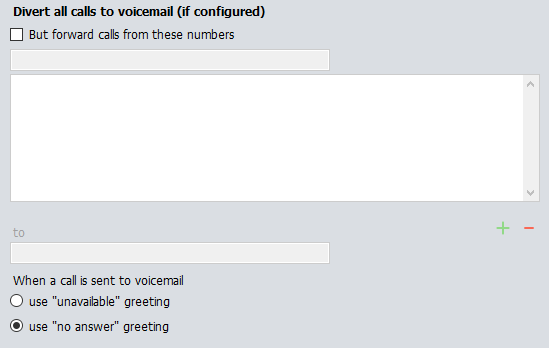 Divert all calls to voicemail (if configured)
But forward calls from these numbers
to
When a call is sent to voicemail
use "unavailable" greeting
use "no answer" greeting